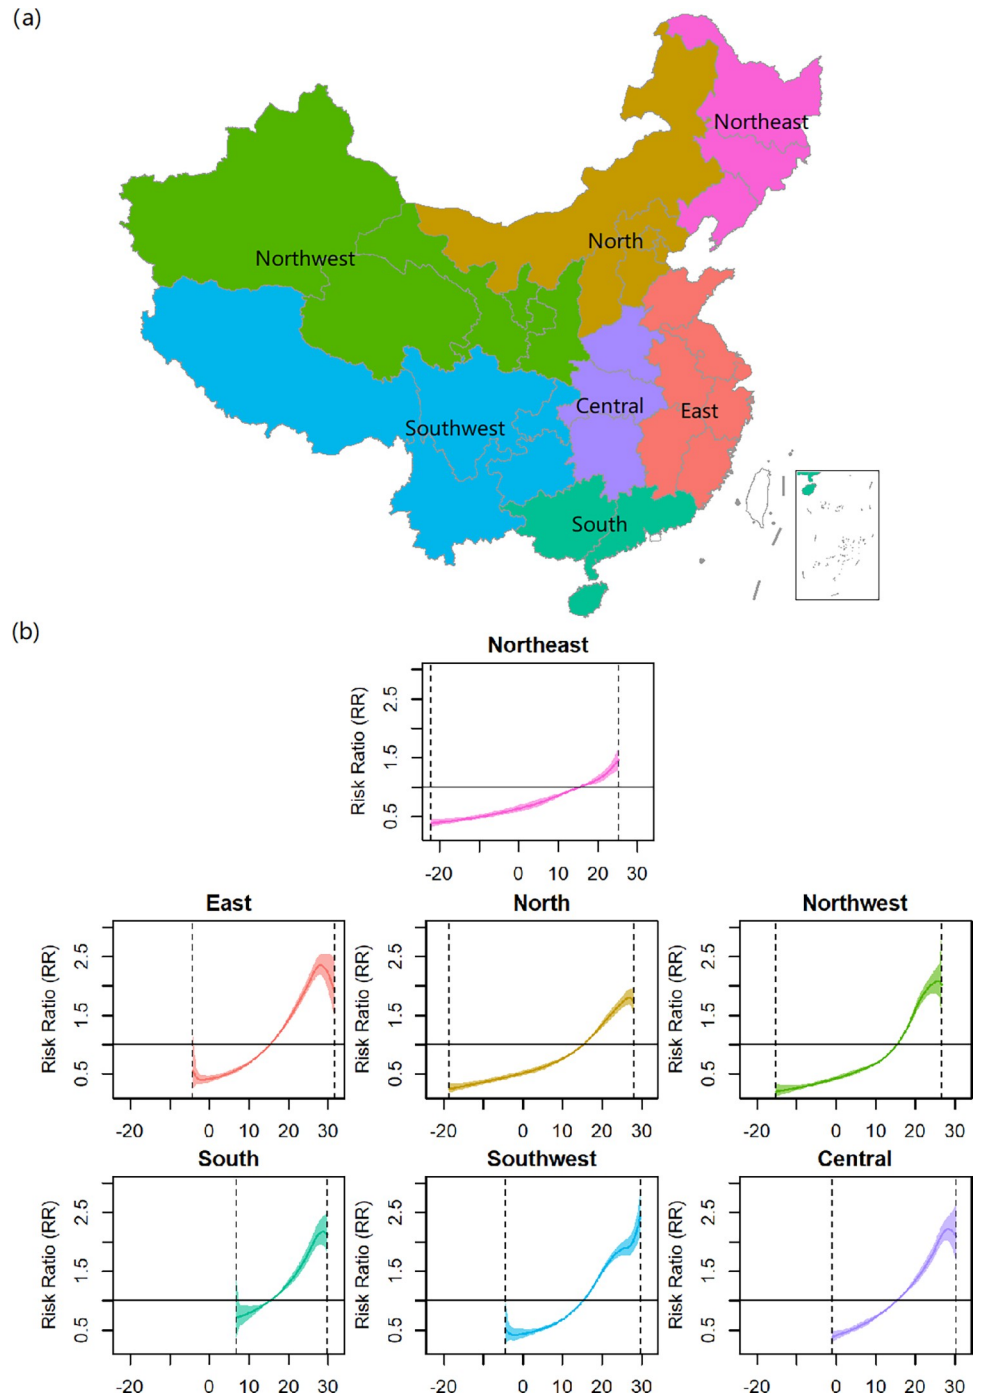 (a)
Northeast
North
Northwest
Central
East
Southwest
South
(b)
Northeast
Risk Ratio (RR)
2.5
1.5
0.5
-20 0 10 20 30
East North Northwest
Risk Ratio (RR) Risk Ratio (RR) Risk Ratio (RR)
2.5 2.5 2.5
1.5 1.5 1.5
0.5 0.5 0.5
-20 0 10 20 30 -20 0 10 20 30 -20 0 10 20 30
South Southwest Central
Risk Ratio (RR) Risk Ratio (RR) Risk Ratio (RR)
2.5 2.5 2.5
1.5 1.5 1.5
0.5 0.5 0.5
-20 0 10 20 30 -20 0 10 20 30 -20 0 10 20 30